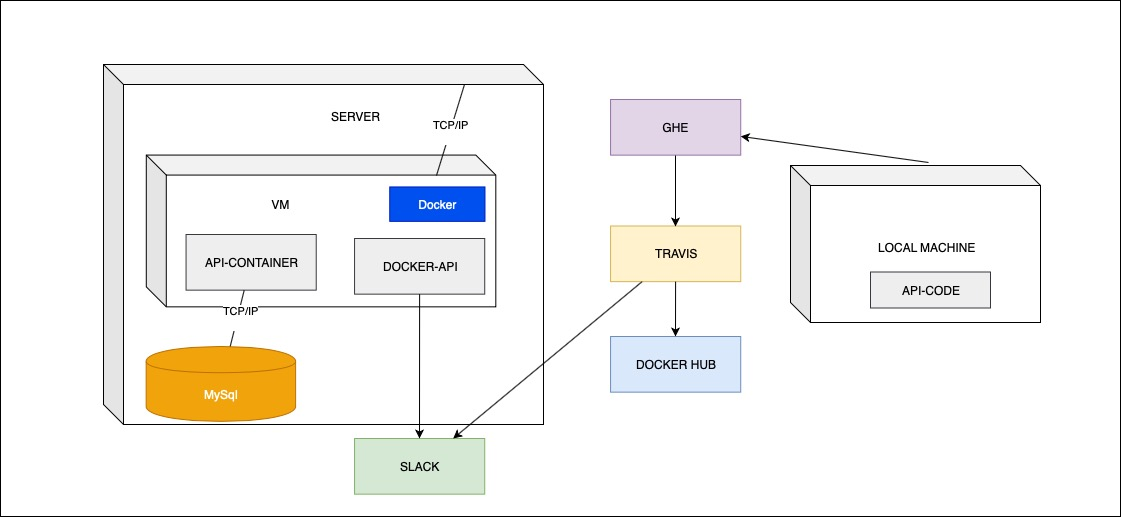 SERVER
TCP/IP
VM
Docker
API-CONTAINER
DOCKER-API
TCP/IP
MySql
SLACK
GHE
TRAVIS
DOCKER HUB
LOCAL MACHINE
API-CODE